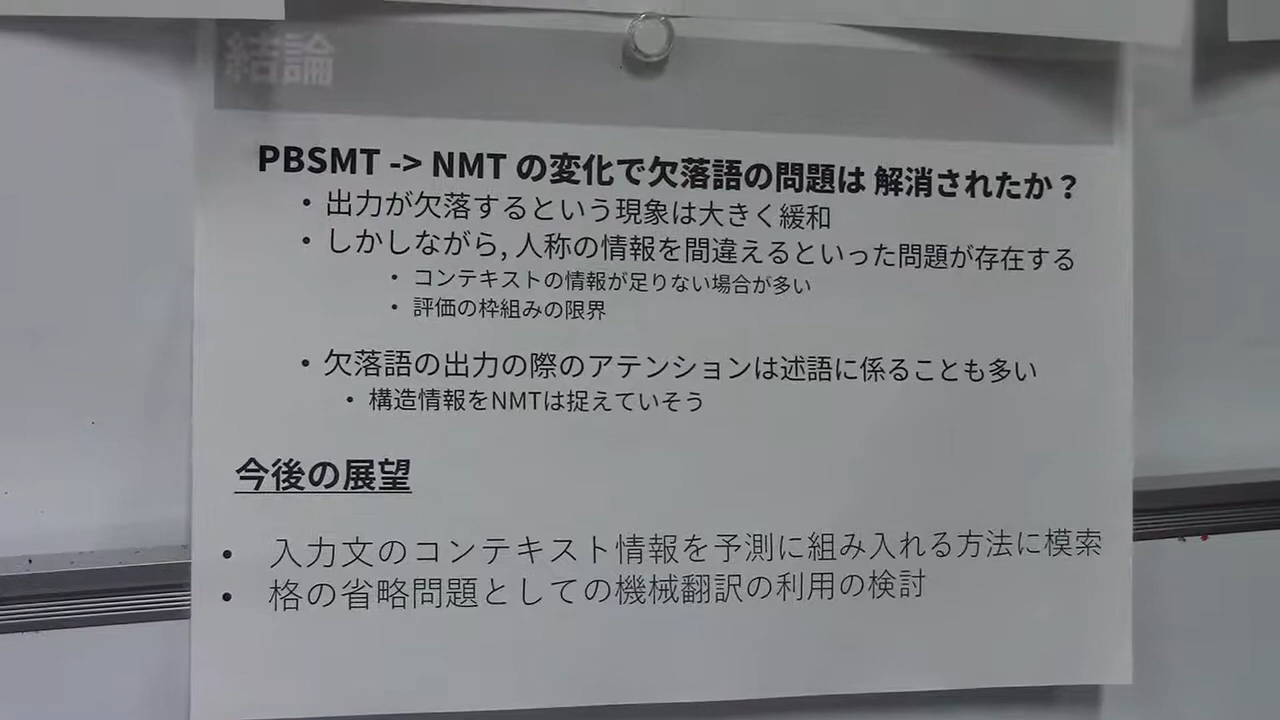 結論
PBSMT -> NMT の変化で欠落語の問題は 解消されたか？
• 出力が欠落するという現象は大きく緩和
• しかしながら, 人称の情報を間違えるといった問題が存在する
• コンテキストの情報が足りない場合が多い
• 評価の枠組みの限界
• 欠落語の出力の際のアテンションは述語に係ることも多い
• 構造情報をNMTは捉えていそう
今後の展望
• 入力文のコンテキスト情報を予測に組み入れる方法に模索
• 格の省略問題としての機械翻訳の利用の検討